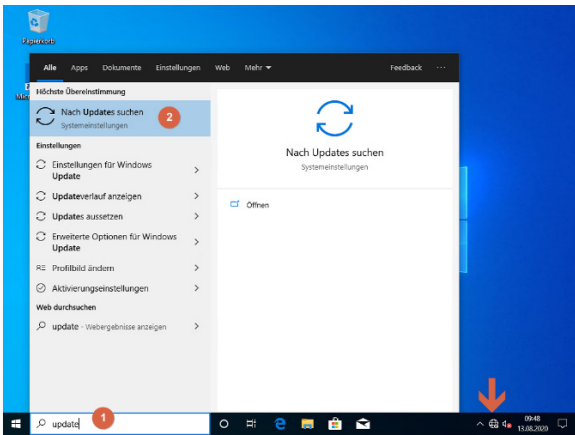 Papierkorb
Alle Apps Dokumente Einstellungen Web Mehr Feedback ...
Höchste Übereinstimmung
Nach Updates suchen
Systemeinstellungen
2
Einstellungen
Einstellungen für Windows
Update
Updateverlauf anzeigen
Updates aussetzen
Erweiterte Optionen für Windows
Update
Profilbild ändern
Aktivierungseinstellungen
Web durchsuchen
update - Webergebnisse anzeigen
Nach Updates suchen
Systemeinstellungen
Öffnen
update
1
09:48
13.08.2020